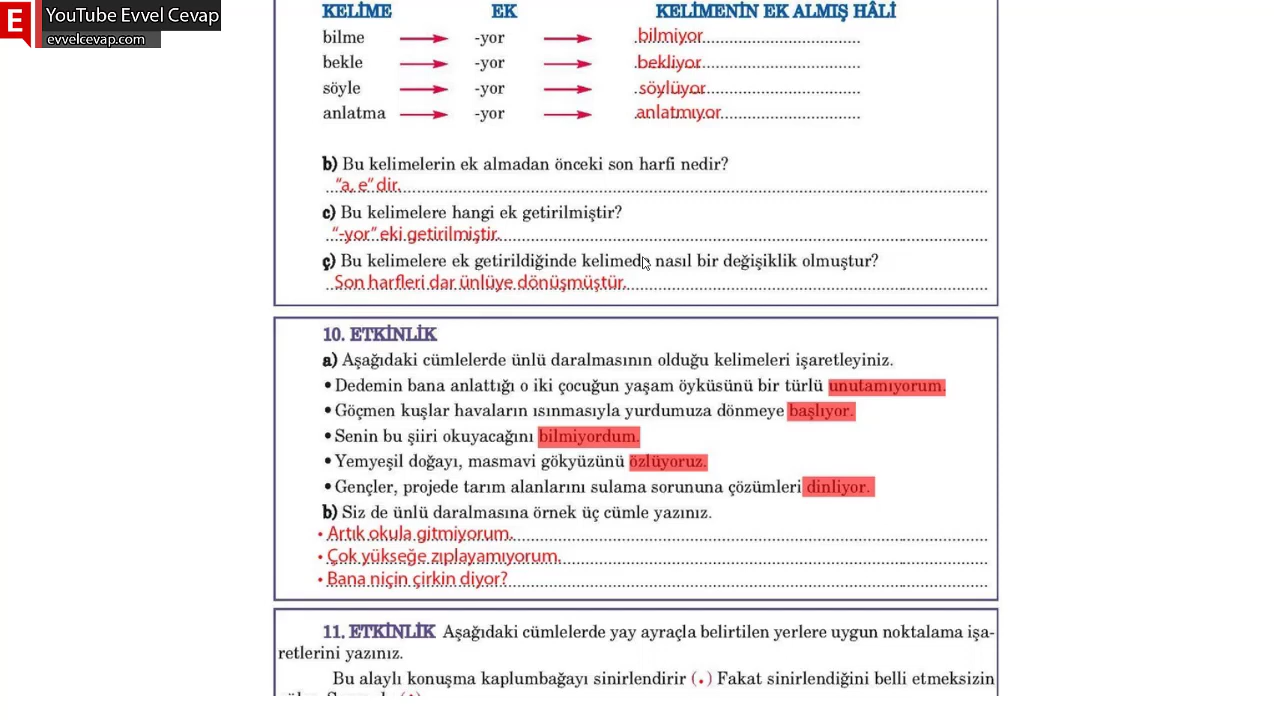 YouTube Evvel Cevap
evvelcevap.com
KELİME EK KELİMENİN EK ALMIŞ HÂLİ
bilme -yor bilmiyor
bekle -yor bekliyor
söyle -yor söylüyor
anlatma -yor anlatmıyor
b) Bu kelimelerin ek almadan önceki son harfi nedir?
"a, e" dir.
c) Bu kelimelere hangi ek getirilmiştir?
"-yor" eki getirilmiştir.
ç) Bu kelimelere ek getirildiğinde kelimede nasıl bir değişiklik olmuştur?
Son harfleri dar ünlüye dönüşmüştür.
10. ETKİNLİK
a) Aşağıdaki cümlelerde ünlü daralmasının olduğu kelimeleri işaretleyiniz.
• Dedemin bana anlattığı o iki çocuğun yaşam öyküsünü bir türlü unutamıyorum.
• Göçmen kuşlar havaların ısınmasıyla yurdumuza dönmeye başlıyor.
• Senin bu şiiri okuyacağını bilmiyordum.
• Yemyeşil doğayı, masmavi gökyüzünü özlüyoruz.
• Gençler, projede tarım alanlarını sulama sorununa çözümleri dinliyor.
b) Siz de ünlü daralmasına örnek üç cümle yazınız.
• Artık okula gitmiyorum.
• Çok yükseğe zıplayamıyorum.
• Bana niçin çirkin diyor?
11. ETKİNLİK Aşağıdaki cümlelerde yay ayraçla belirtilen yerlere uygun noktalama işa-
retlerini yazınız.
Bu alaylı konuşma kaplumbağayı sinirlendirir (.) Fakat sinirlendiğini belli etmeksizin